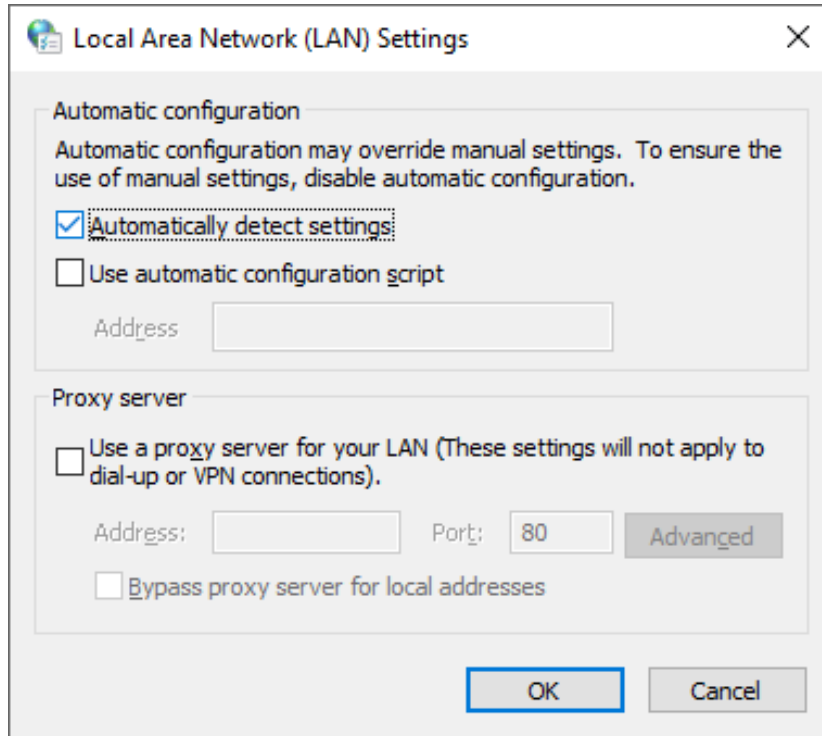 Local Area Network (LAN) Settings
Automatic configuration
Automatic configuration may override manual settings.  To ensure the
use of manual settings, disable automatic configuration.
Automatically detect settings
Use automatic configuration script
Address
Proxy server
Use a proxy server for your LAN (These settings will not apply to
dial-up or VPN connections).
Address:
Port:
80
Advanced
Bypass proxy server for local addresses
OK
Cancel